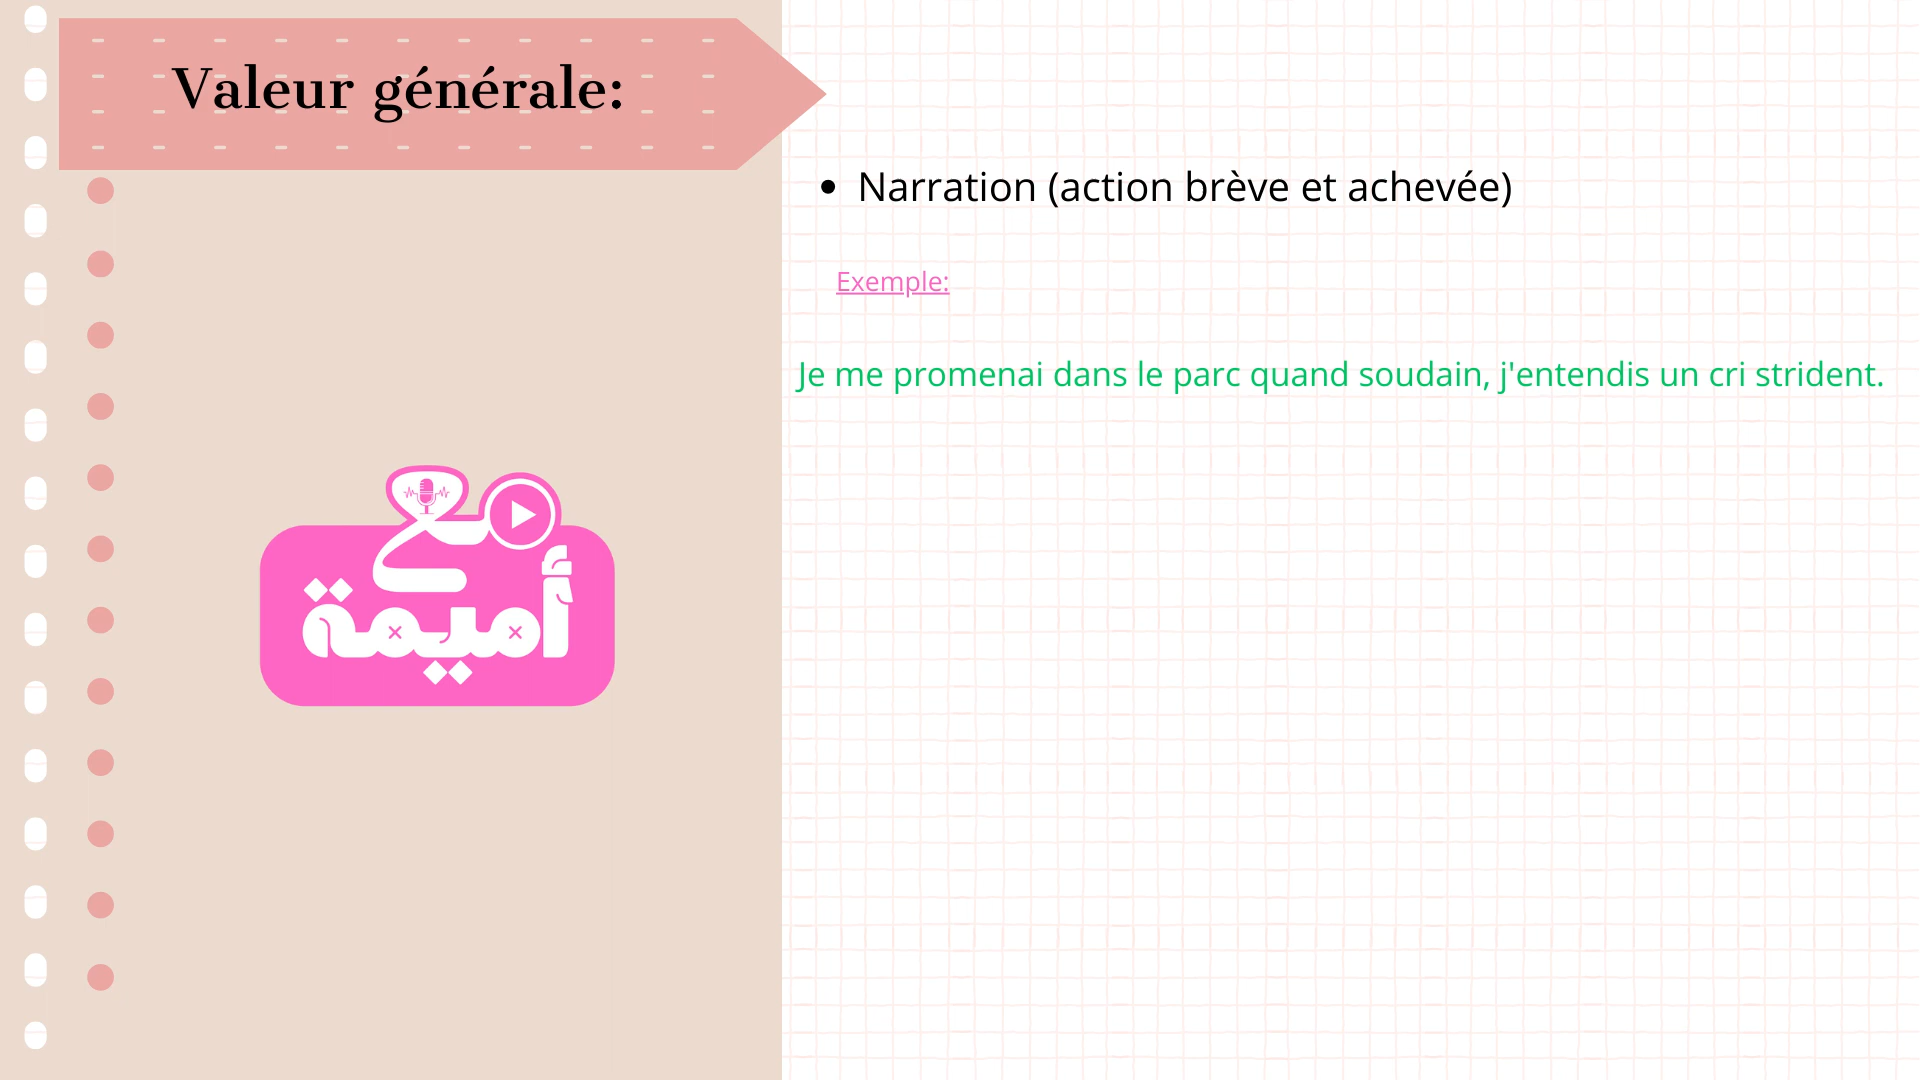 Valeur générale:
Narration (action brève et achevée)
Exemple:
Je me promenai dans le parc quand soudain, j'entendis un cri strident.
مع
أميمة